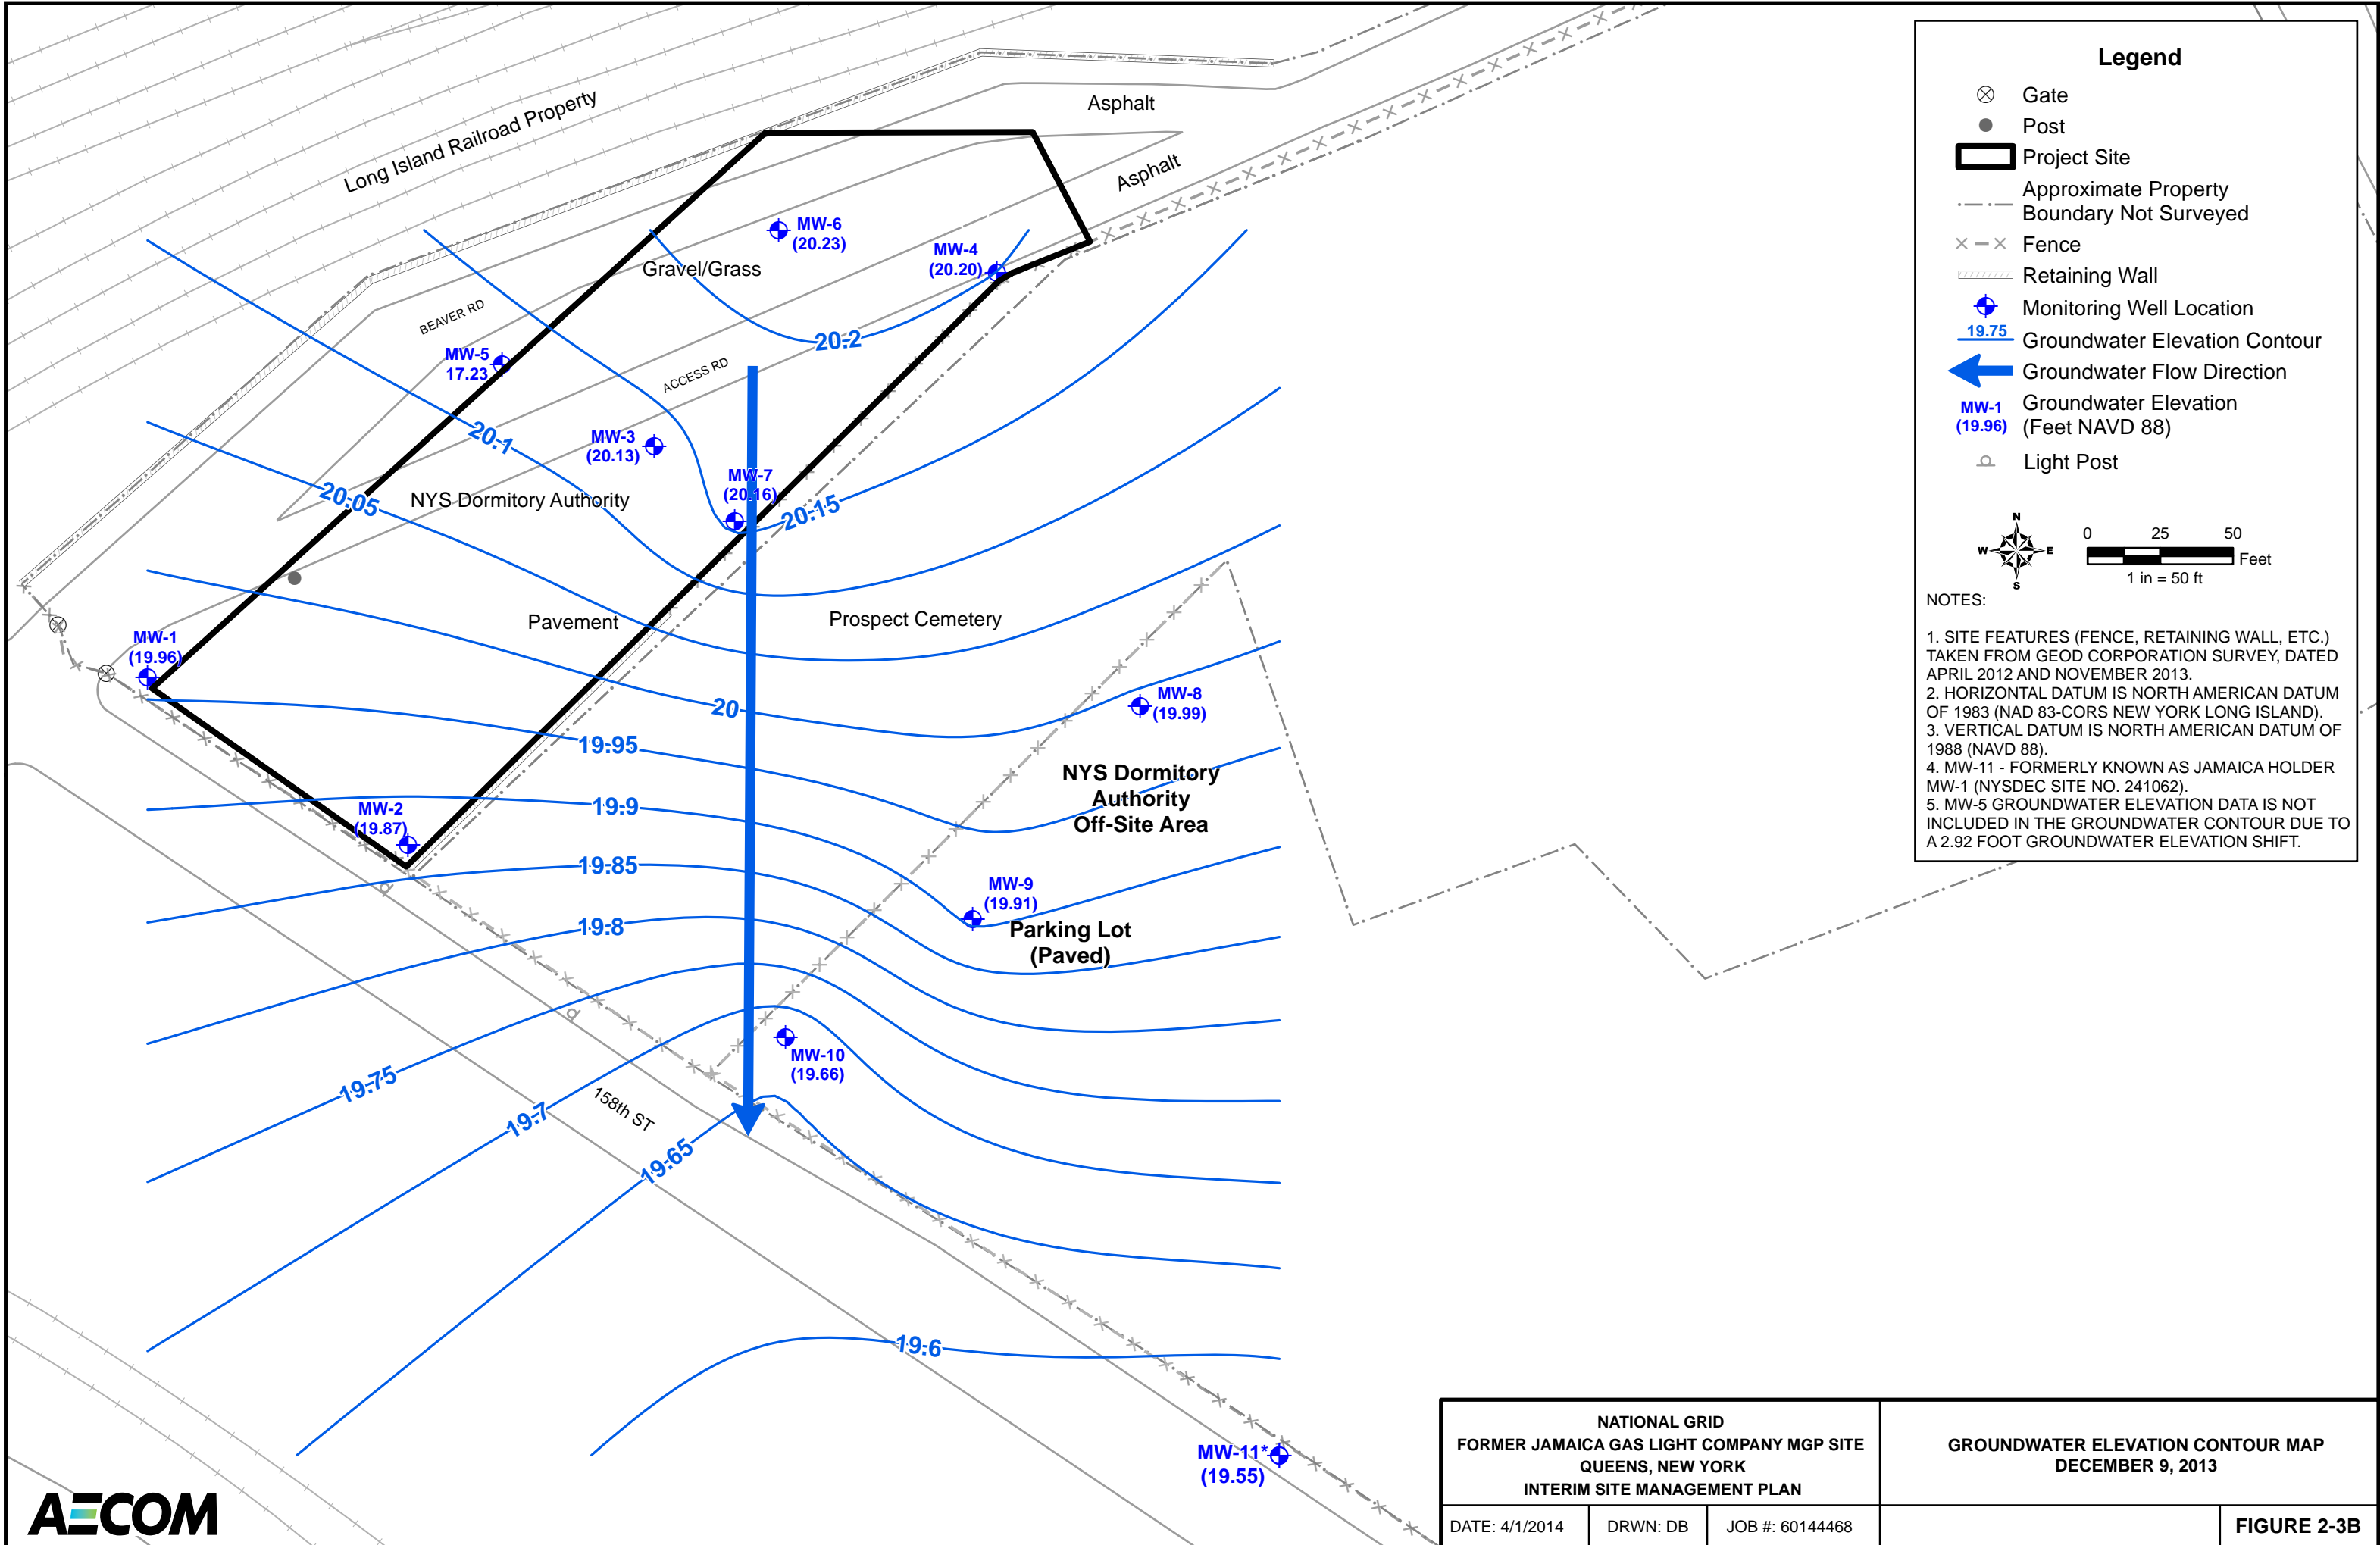 Long Island Railroad Property
Asphalt
Asphalt
MW-6
(20.23)
MW-4
(20.20)
Gravel/Grass
BEAVER RD
20.2
MW-5
17.23
ACCESS RD
20.1
MW-3
(20.13)
MW-7
(20.16)
20.05
NYS Dormitory Authority
20.15
Pavement
Prospect Cemetery
MW-1
(19.96)
20
MW-8
(19.99)
19.95
NYS Dormitory
Authority
Off-Site Area
19.9
MW-2
(19.87)
19.85
MW-9
(19.91)
19.8
Parking Lot
(Paved)
MW-10
(19.66)
19.75
19.7
158th ST
19.65
19.6
MW-11*
(19.55)
Legend
Gate
Post
Project Site
Approximate Property
Boundary Not Surveyed
Fence
Retaining Wall
Monitoring Well Location
19.75
Groundwater Elevation Contour
Groundwater Flow Direction
MW-1
(19.96)
Groundwater Elevation
(Feet NAVD 88)
Light Post
N
W
E
S
0 25 50
Feet
1 in = 50 ft
NOTES:
1. SITE FEATURES (FENCE, RETAINING WALL, ETC.)
TAKEN FROM GEOD CORPORATION SURVEY, DATED
APRIL 2012 AND NOVEMBER 2013.
2. HORIZONTAL DATUM IS NORTH AMERICAN DATUM
OF 1983 (NAD 83-CORS NEW YORK LONG ISLAND).
3. VERTICAL DATUM IS NORTH AMERICAN DATUM OF
1988 (NAVD 88).
4. MW-11 - FORMERLY KNOWN AS JAMAICA HOLDER
MW-1 (NYSDEC SITE NO. 241062).
5. MW-5 GROUNDWATER ELEVATION DATA IS NOT
INCLUDED IN THE GROUNDWATER CONTOUR DUE TO
A 2.92 FOOT GROUNDWATER ELEVATION SHIFT.
AECOM
NATIONAL GRID
FORMER JAMAICA GAS LIGHT COMPANY MGP SITE
QUEENS, NEW YORK
INTERIM SITE MANAGEMENT PLAN
GROUNDWATER ELEVATION CONTOUR MAP
DECEMBER 9, 2013
DATE: 4/1/2014
DRWN: DB
JOB #: 60144468
FIGURE 2-3B